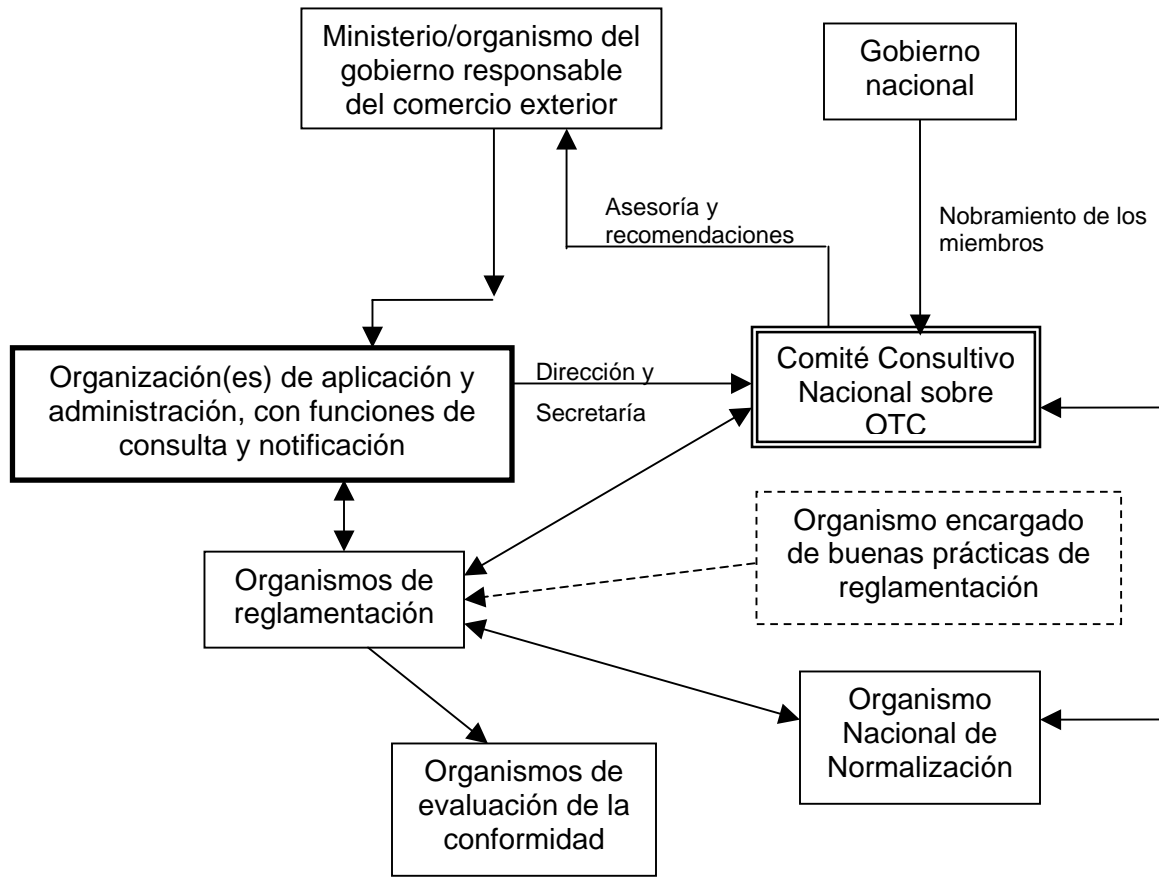 Ministerio/organismo del
gobierno responsable
del comercio exterior
Gobierno
nacional
Asesoría y
recomendaciones
Nobramiento de los
miembros
Organización(es) de aplicación y
administración, con funciones de
consulta y notificación
Dirección y
Secretaría
Comité Consultivo
Nacional sobre
OTC
Organismo encargado
de buenas prácticas de
reglamentación
Organismos de
reglamentación
Organismo
Nacional de
Normalización
Organismos de
evaluación de la
conformidad